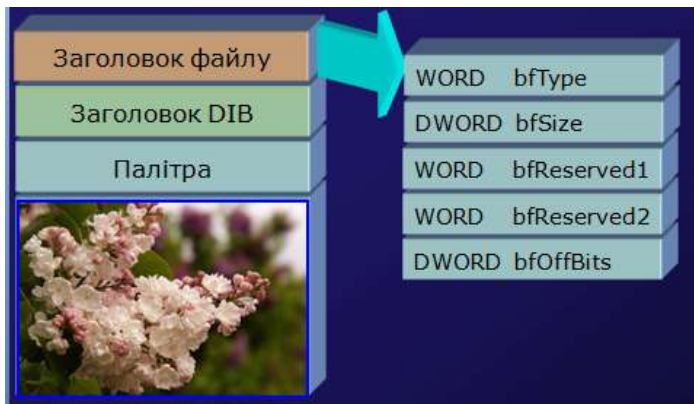 Заголовок файлу
Заголовок DIB
Палітра
WORD bfType
DWORD bfSize
WORD bfReserved1
WORD bfReserved2
DWORD bfOffBits